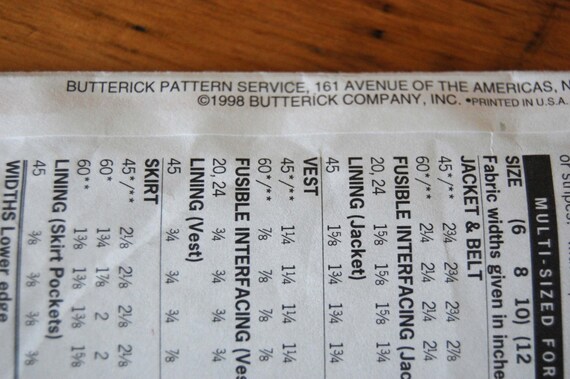 BUTTERICK PATTERN SERVICE, 161 AVENUE OF THE AMERICAS, N
©1998 BUTTERICK COMPANY, INC. •PRINTED IN U.S.A.
or stripes.
MULTI-SIZED FOR
SIZE (6 8 10) (12
Fabric widths given in inche
JACKET & BELT
45*/** 2¾ 2¾ 2¾ 2⅞
60*/** 2¼ 2¼ 2¼ 2¼
FUSIBLE INTERFACING (Jac
20, 24 1⅝ 1⅝ 1⅝ 1¾
LINING (Jacket)
45 1⅝ 1¾ 1¾ 1¾
VEST
45*/** 1¼ 1¼ 1¼ 1¼
60*/** ⅞ ⅞ ⅞ ⅞
FUSIBLE INTERFACING (Ves
20, 24 ¾ ¾ ¾ ¾
LINING (Vest)
45 ¾ ¾ ¾ ⅞
SKIRT
45*/** 2⅛ 2⅛ 2⅛ 2⅛
60* 1¾ 1⅞ 2 2
60** 1⅜ 1⅜ 1⅜ 1⅝
LINING (Skirt Pockets)
45 ⅜ ⅜ ⅜ ⅜
WIDTHS Lower edge